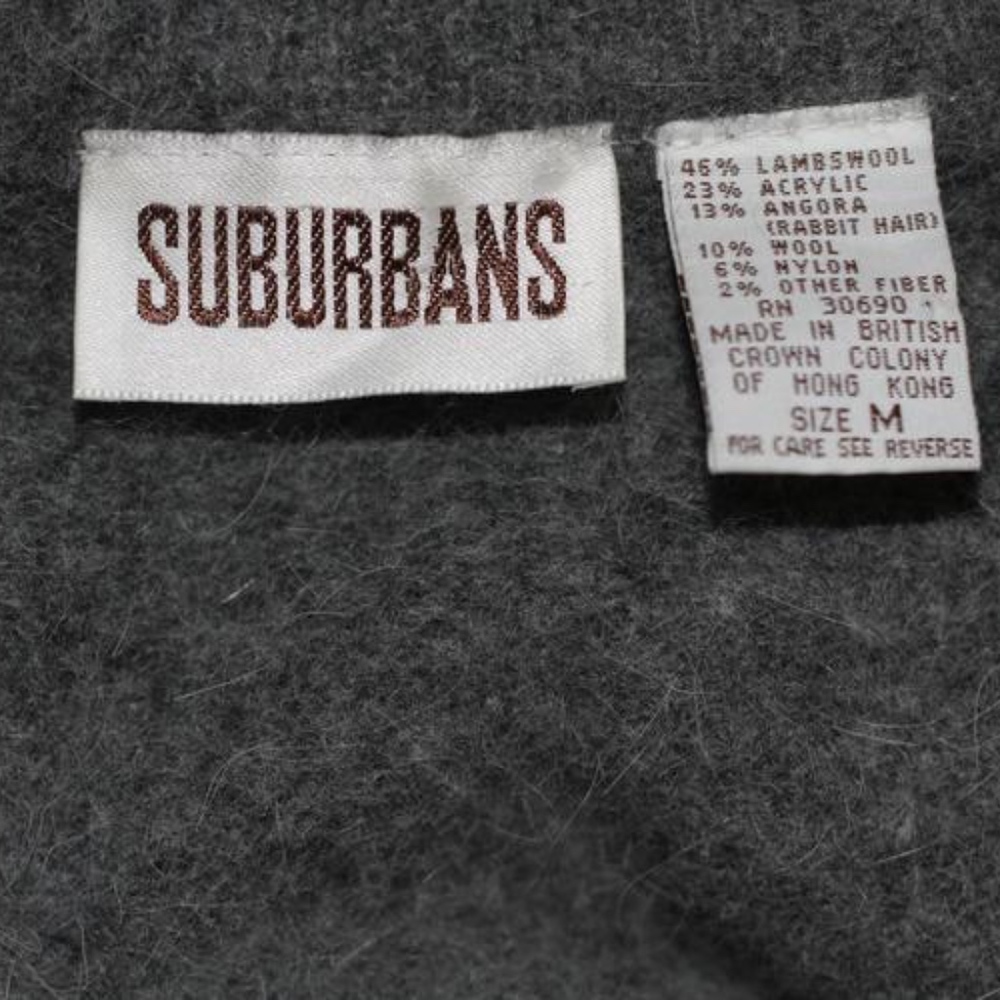 SUBURBANS
46% LAMBSWOOL
23% ACRYLIC
13% ANGORA
(RABBIT HAIR)
10% WOOL
6% NYLON
2% OTHER FIBER
RN 30690
MADE IN BRITISH
CROWN COLONY
OF HONG KONG
SIZE M
FOR CARE SEE REVERSE